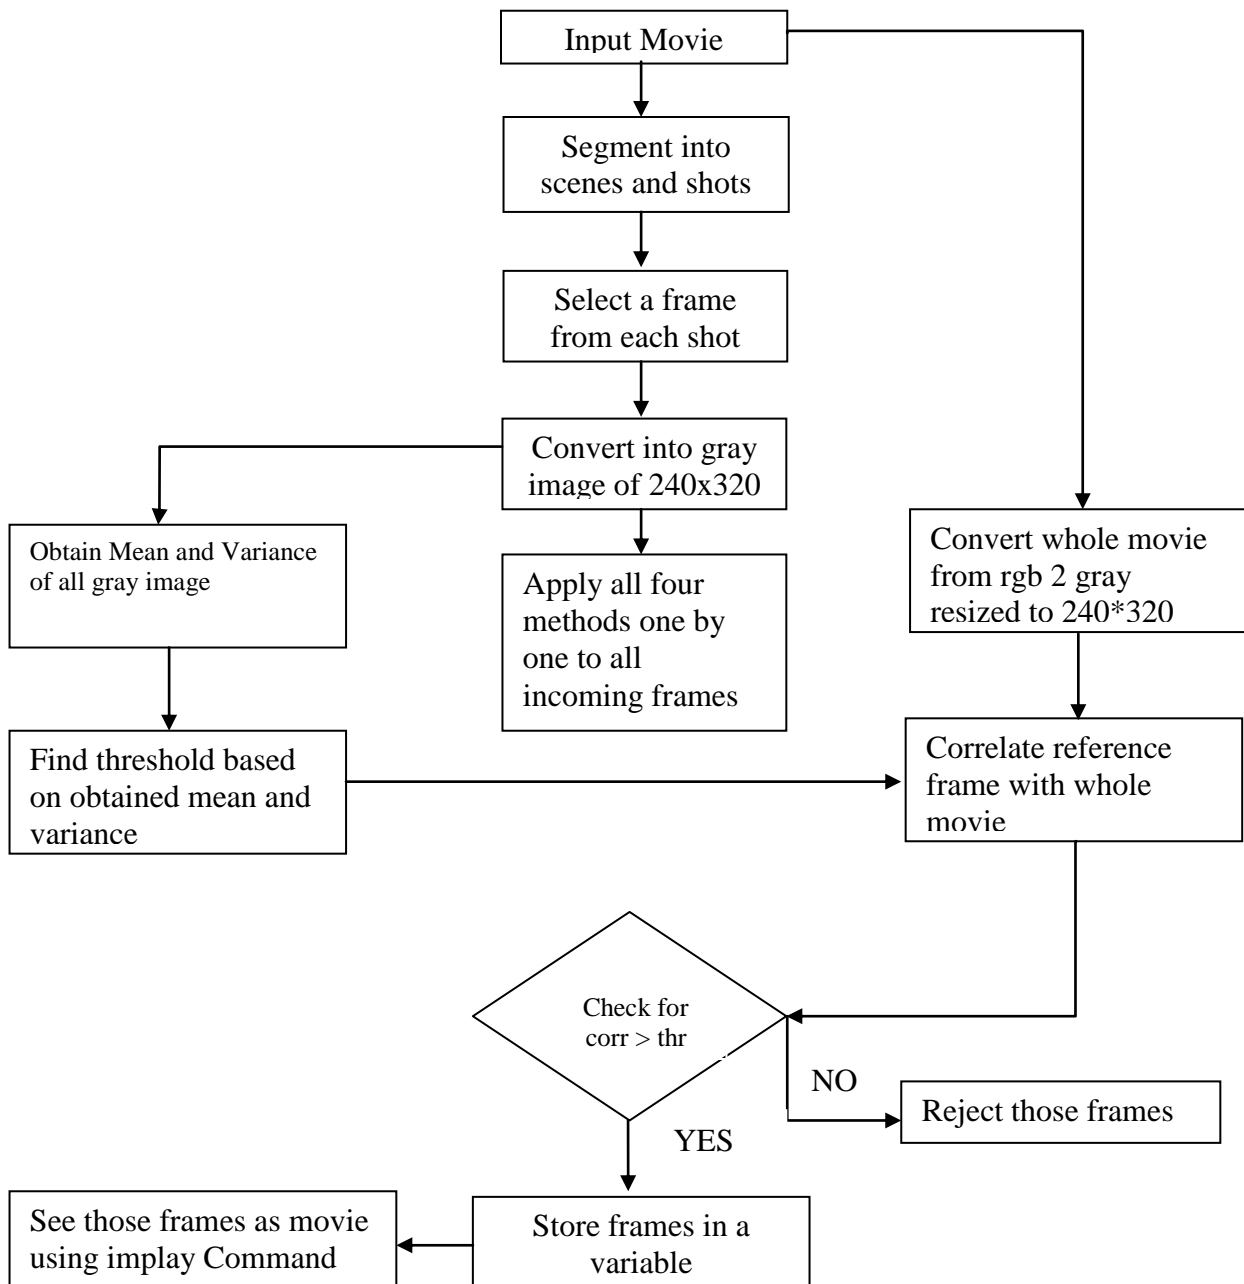 Input Movie
Segment into
scenes and shots
Select a frame
from each shot
Convert into gray
image of 240x320
Obtain Mean and Variance
of all gray image
Apply all four
methods one by
one to all
incoming frames
Convert whole movie
from rgb 2 gray
resized to 240*320
Find threshold based
on obtained mean and
variance
Correlate reference
frame with whole
movie
Check for
corr > thr
NO
Reject those frames
YES
Store frames in a
variable
See those frames as movie
using implay Command